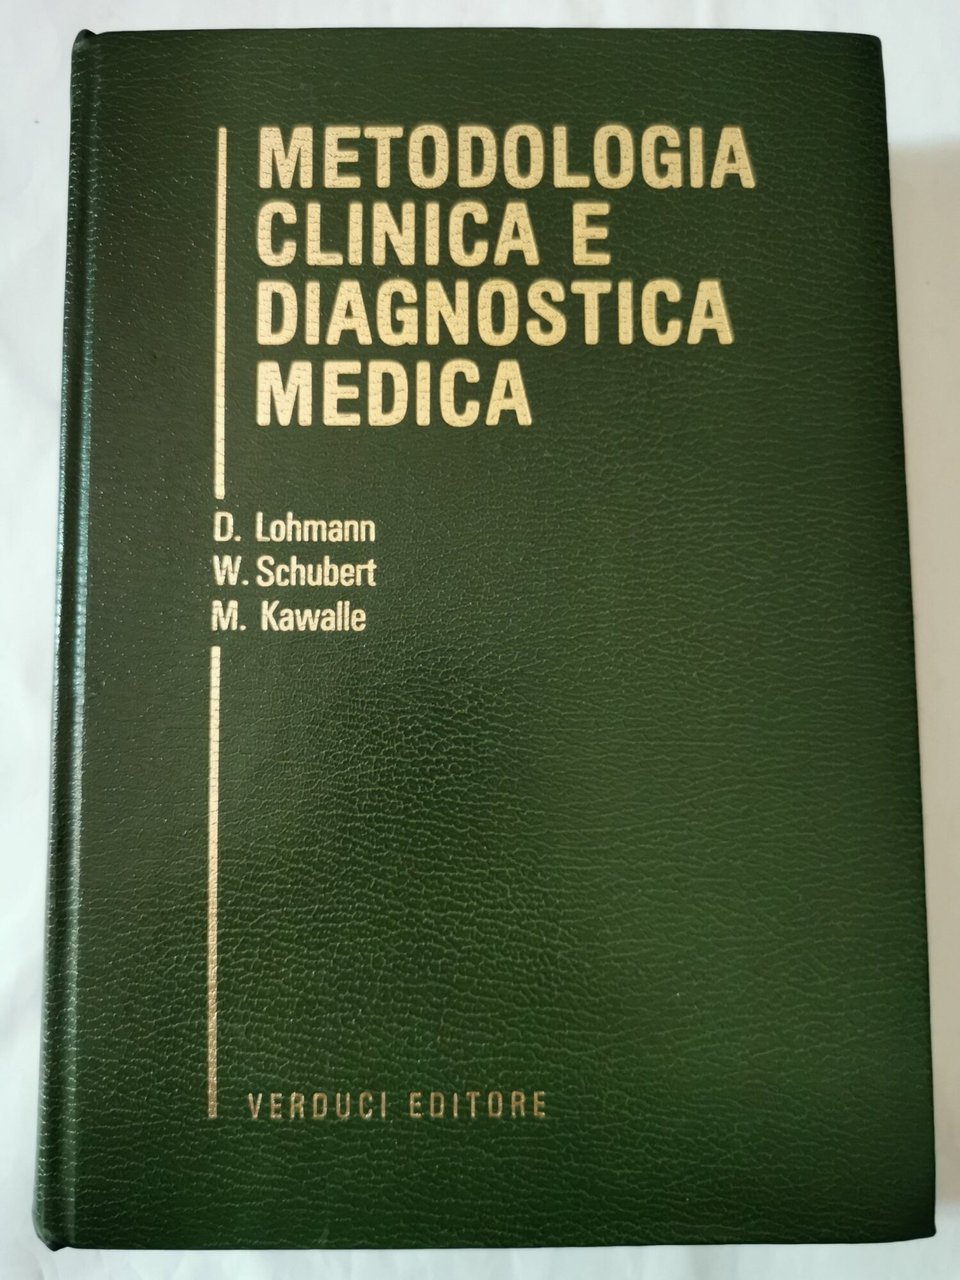 METODOLOGIA
CLINICA E
DIAGNOSTICA
MEDICA
D. Lohmann
W. Schubert
M. Kawalle
VERDUCI EDITORE